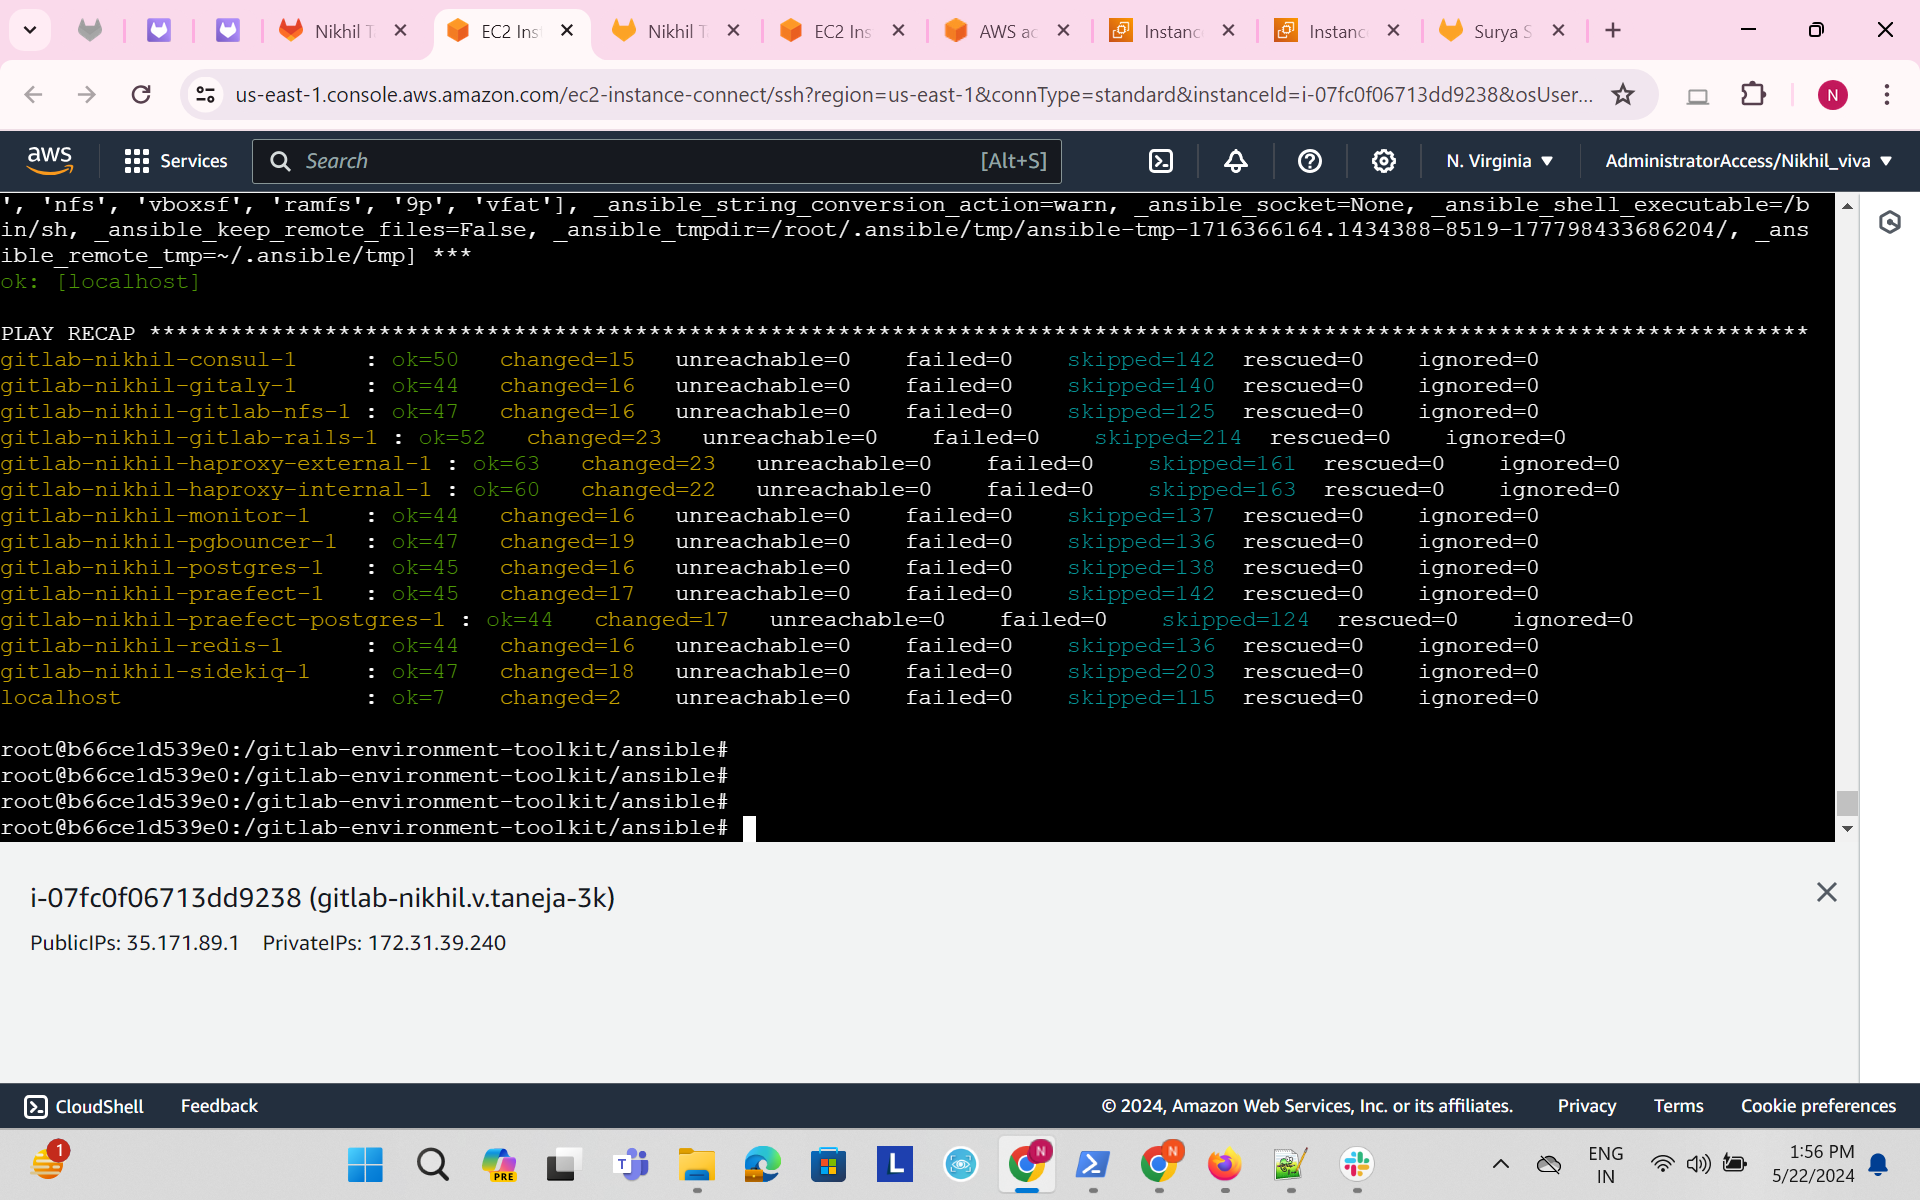 Nikhil T
EC2 Ins
Nikhil T
EC2 Ins
AWS ac
Instanc
Instanc
Surya S
us-east-1.console.aws.amazon.com/ec2-instance-connect/ssh?region=us-east-1&connType=standard&instanceId=i-07fc0f06713dd9238&osUser...
N
aws
Services
Search
[Alt+S]
N. Virginia
AdministratorAccess/Nikhil_viva
', 'nfs', 'vboxsf', 'ramfs', '9p', 'vfat'], _ansible_string_conversion_action=warn, _ansible_socket=None, _ansible_shell_executable=/b
in/sh, _ansible_keep_remote_files=False, _ansible_tmpdir=/root/.ansible/tmp/ansible-tmp-1716366164.1434388-8519-177798433686204/, _ans
ible_remote_tmp=~/.ansible/tmp] ***
ok: [localhost]
PLAY RECAP ***************************************************************************************************************************
gitlab-nikhil-consul-1 : ok=50 changed=15 unreachable=0 failed=0 skipped=142 rescued=0 ignored=0
gitlab-nikhil-gitaly-1 : ok=44 changed=16 unreachable=0 failed=0 skipped=140 rescued=0 ignored=0
gitlab-nikhil-gitlab-nfs-1 : ok=47 changed=16 unreachable=0 failed=0 skipped=125 rescued=0 ignored=0
gitlab-nikhil-gitlab-rails-1 : ok=52 changed=23 unreachable=0 failed=0 skipped=214 rescued=0 ignored=0
gitlab-nikhil-haproxy-external-1 : ok=63 changed=23 unreachable=0 failed=0 skipped=161 rescued=0 ignored=0
gitlab-nikhil-haproxy-internal-1 : ok=60 changed=22 unreachable=0 failed=0 skipped=163 rescued=0 ignored=0
gitlab-nikhil-monitor-1 : ok=44 changed=16 unreachable=0 failed=0 skipped=137 rescued=0 ignored=0
gitlab-nikhil-pgbouncer-1 : ok=47 changed=19 unreachable=0 failed=0 skipped=136 rescued=0 ignored=0
gitlab-nikhil-postgres-1 : ok=45 changed=16 unreachable=0 failed=0 skipped=138 rescued=0 ignored=0
gitlab-nikhil-praefect-1 : ok=45 changed=17 unreachable=0 failed=0 skipped=142 rescued=0 ignored=0
gitlab-nikhil-praefect-postgres-1 : ok=44 changed=17 unreachable=0 failed=0 skipped=124 rescued=0 ignored=0
gitlab-nikhil-redis-1 : ok=44 changed=16 unreachable=0 failed=0 skipped=136 rescued=0 ignored=0
gitlab-nikhil-sidekiq-1 : ok=47 changed=18 unreachable=0 failed=0 skipped=203 rescued=0 ignored=0
localhost : ok=7 changed=2 unreachable=0 failed=0 skipped=115 rescued=0 ignored=0
root@b66ce1d539e0:/gitlab-environment-toolkit/ansible#
root@b66ce1d539e0:/gitlab-environment-toolkit/ansible#
root@b66ce1d539e0:/gitlab-environment-toolkit/ansible#
root@b66ce1d539e0:/gitlab-environment-toolkit/ansible#
i-07fc0f06713dd9238 (gitlab-nikhil.v.taneja-3k)
PublicIPs: 35.171.89.1 PrivateIPs: 172.31.39.240
CloudShell
Feedback
© 2024, Amazon Web Services, Inc. or its affiliates.
Privacy
Terms
Cookie preferences
1
PRE
T
L
N
N
ENG
IN
1:56 PM
5/22/2024